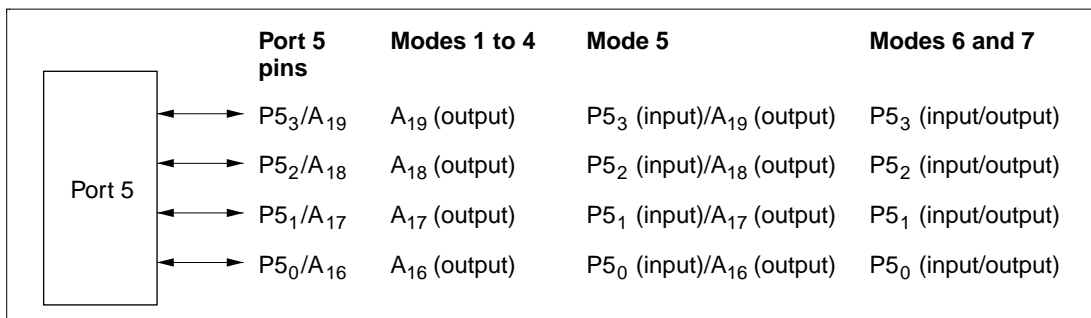 Port 5 pins Modes 1 to 4 Mode 5 Modes 6 and 7
P5₃/A₁₉ A₁₉ (output) P5₃ (input)/A₁₉ (output) P5₃ (input/output)
P5₂/A₁₈ A₁₈ (output) P5₂ (input)/A₁₈ (output) P5₂ (input/output)
Port 5
P5₁/A₁₇ A₁₇ (output) P5₁ (input)/A₁₇ (output) P5₁ (input/output)
P5₀/A₁₆ A₁₆ (output) P5₀ (input)/A₁₆ (output) P5₀ (input/output)